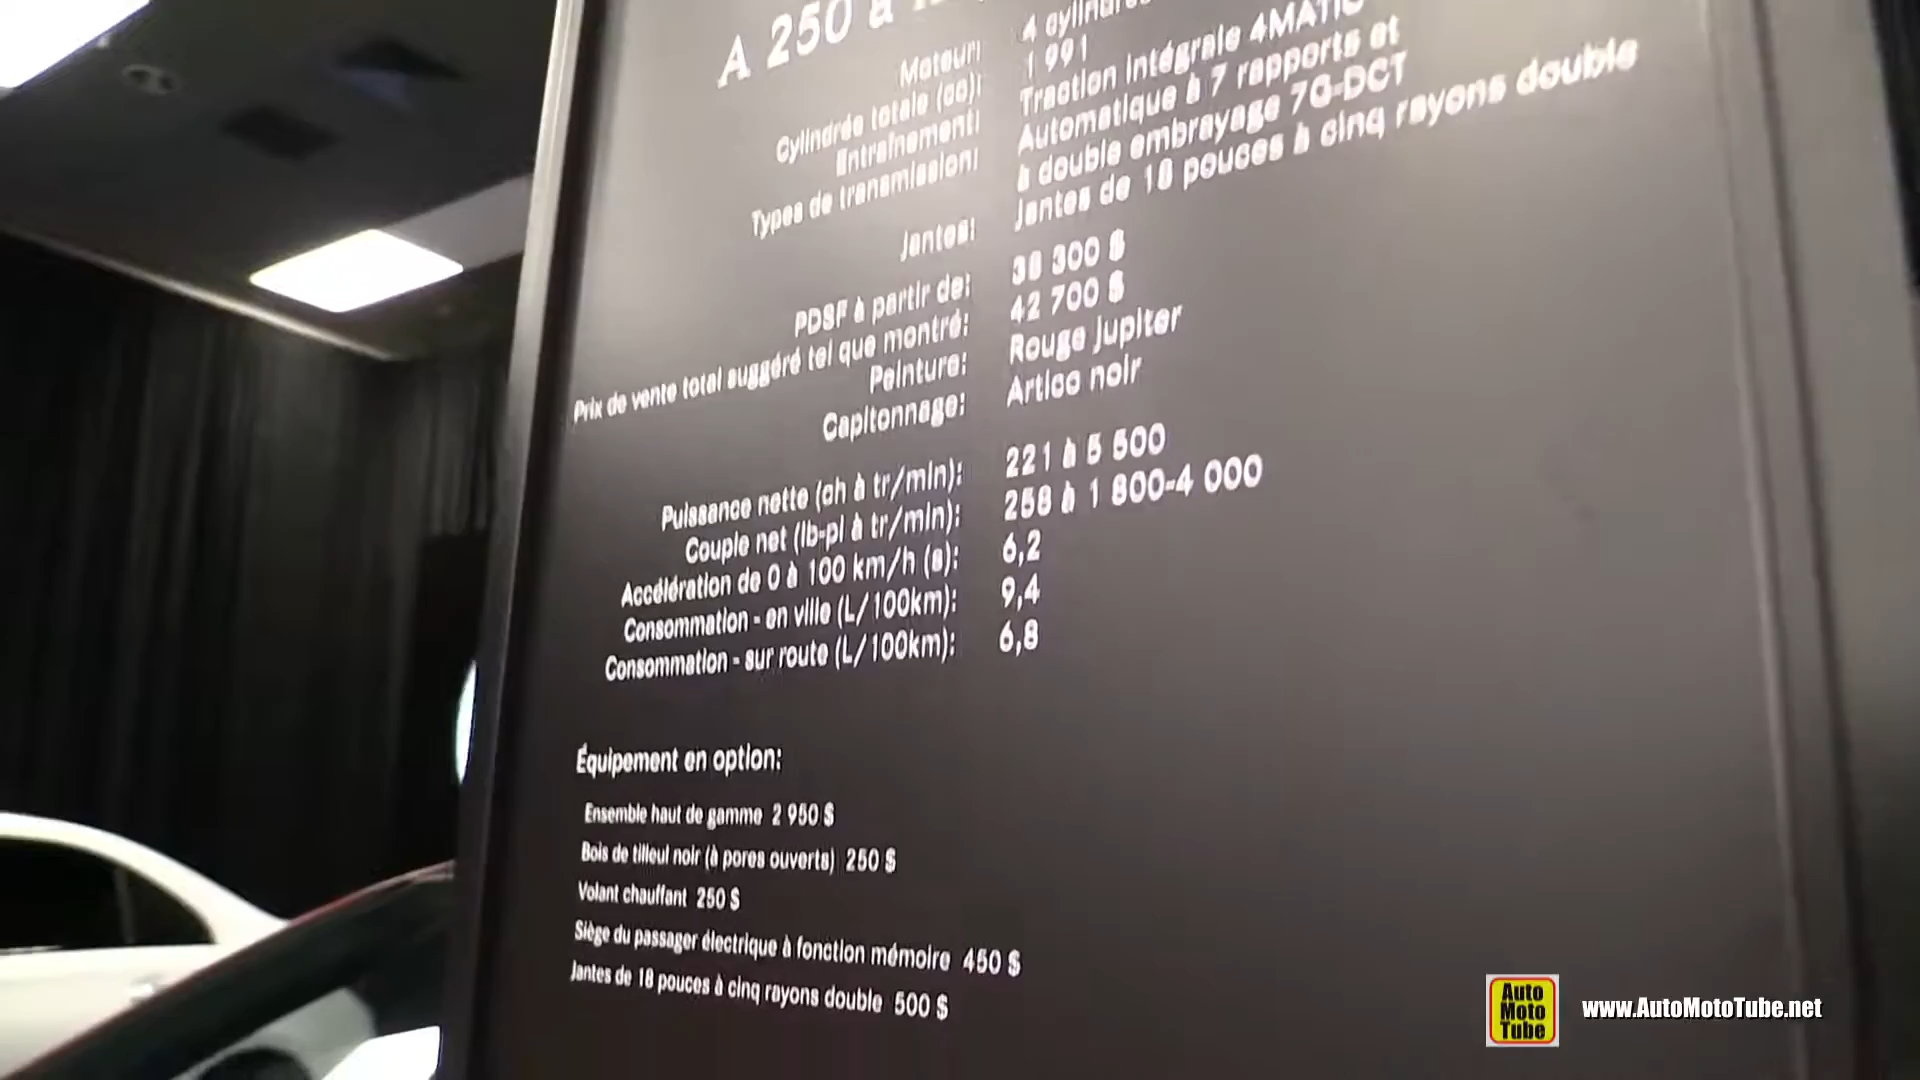 A 250 à
Moteur: 4 cylindres
Cylindrée totale (cc): 1 991
Entraînement: Traction intégrale 4MATIC
Types de transmission: Automatique à 7 rapports et
à double embrayage 7G-DCT
Jantes: Jantes de 18 pouces à cinq rayons double
PDSF à partir de: 38 300 $
Prix de vente total suggéré tel que montré: 42 700 $
Peinture: Rouge Jupiter
Capitonnage: Artico noir
Puissance nette (ch à tr/min): 221 à 5 500
Couple net (lb-pi à tr/min): 258 à 1 800-4 000
Accélération de 0 à 100 km/h (s): 6,2
Consommation - en ville (L/100km): 9,4
Consommation - sur route (L/100km): 6,8
Équipement en option:
Ensemble haut de gamme 2 950 $
Bois de tilleul noir (à pores ouverts) 250 $
Volant chauffant 250 $
Siège du passager électrique à fonction mémoire 450 $
Jantes de 18 pouces à cinq rayons double 500 $
Auto
Moto
Tube
www.AutoMotoTube.net